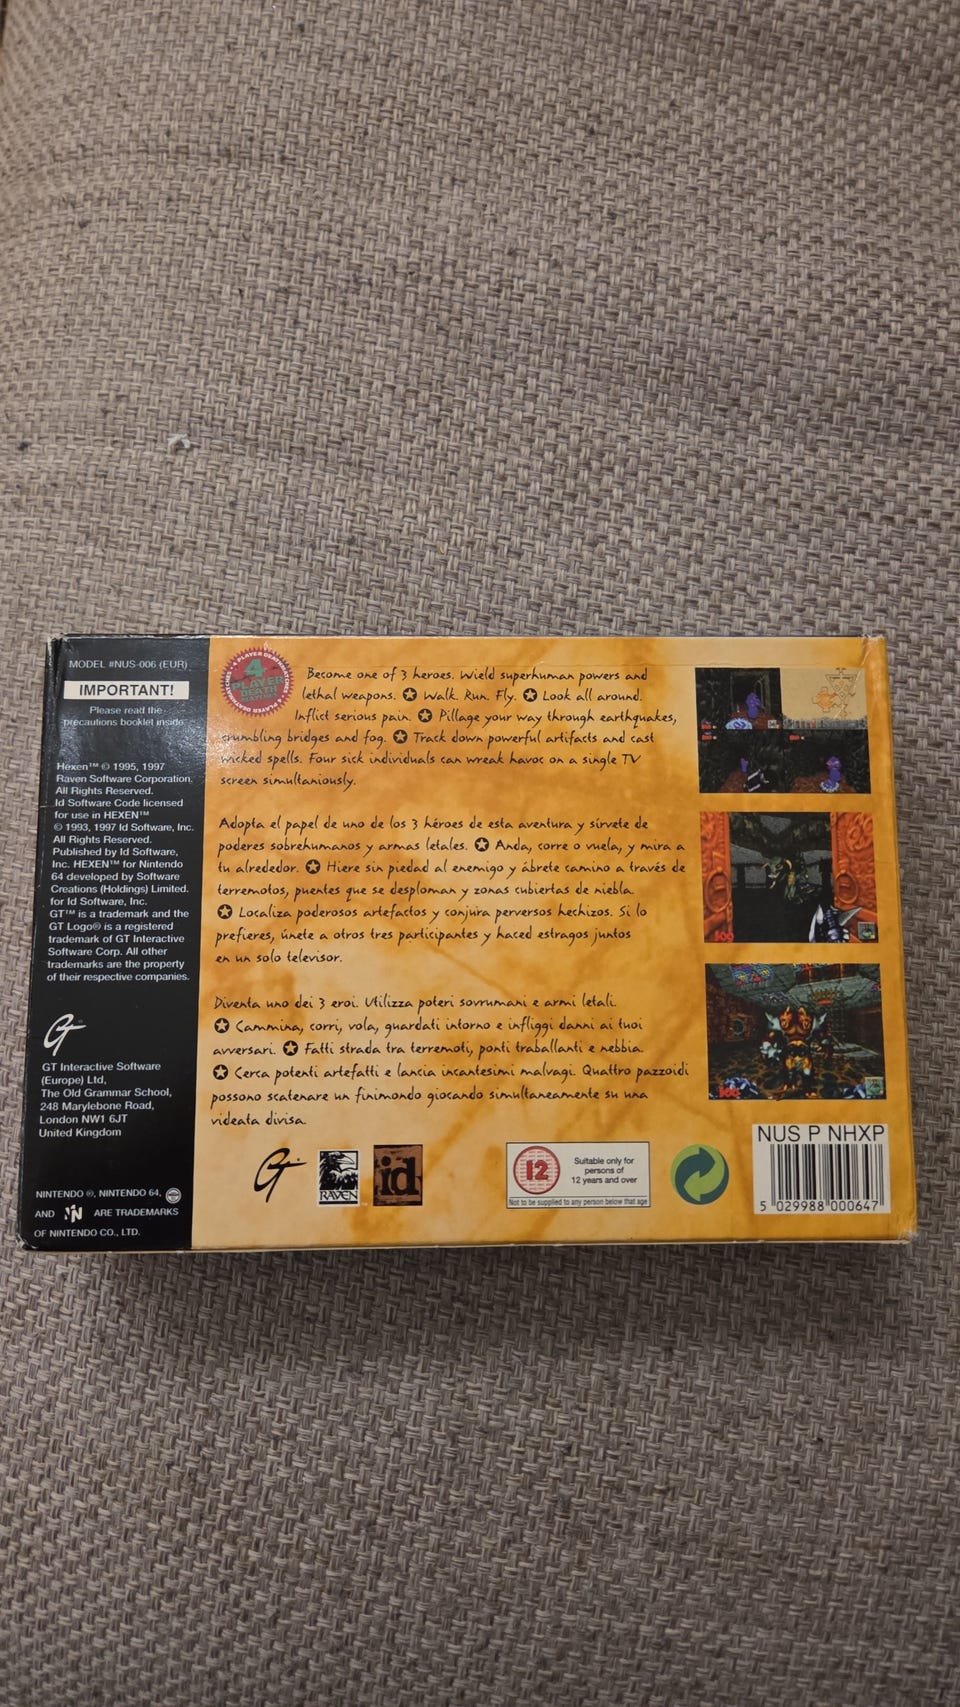 MODEL #NUS-006 (EUR)
IMPORTANT!
Please read the
precautions booklet inside
Hexen™ © 1995, 1997
Raven Software Corporation.
All Rights Reserved.
Id Software Code licensed
for use in HEXEN™
© 1993, 1997 Id Software, Inc.
All Rights Reserved.
Published by Id Software,
Inc. HEXEN™ for Nintendo
64 developed by Software
Creations (Holdings) Limited.
for Id Software, Inc.
GT™ is a trademark and the
GT Logo® is a registered
trademark of GT Interactive
Software Corp. All other
trademarks are the property
of their respective companies.
GT
GT Interactive Software
(Europe) Ltd,
The Old Grammar School,
248 Marylebone Road,
London NW1 6JT
United Kingdom
NINTENDO ®, NINTENDO 64,
AND N ARE TRADEMARKS
OF NINTENDO CO., LTD.
4 PLAYER DEATHMATCHES
4
PLAYER
DEATH
MATCHES
Become one of 3 heroes. Wield superhuman powers and
lethal weapons. ✪ Walk. Run. Fly. ✪ Look all around.
Inflict serious pain. ✪ Pillage your way through earthquakes,
crumbling bridges and fog. ✪ Track down powerful artifacts and cast
wicked spells. Four sick individuals can wreak havoc on a single TV
screen simultaniously.
Adopta el papel de uno de los 3 héroes de esta aventura y sírvete de
poderes sobrehumanos y armas letales. ✪ Anda, corre o vuela, y mira a
tu alrededor. ✪ Hiere sin piedad al enemigo y ábrete camino a través de
terremotos, puentes que se desploman y zonas cubiertas de niebla.
✪ Localiza poderosos artefactos y conjura perversos hechizos. Si lo
prefieres, únete a otros tres participantes y haced estragos juntos
en un solo televisor.
Diventa uno dei 3 eroi. Utilizza poteri sovrumani e armi letali.
✪ Cammina, corri, vola, guardati intorno e infliggi danni ai tuoi
avversari. ✪ Fatti strada tra terremoti, ponti traballanti e nebbia.
✪ Cerca potenti artefatti e lancia incantesimi malvagi. Quattro pazzoidi
possono scatenare un finimondo giocando simultaneamente su una
videata divisa.
GT
RAVEN
id
12
Suitable only for
persons of
12 years and over
Not to be supplied to any person below that age
100
100
NUS P NHXP
5 029988 000647